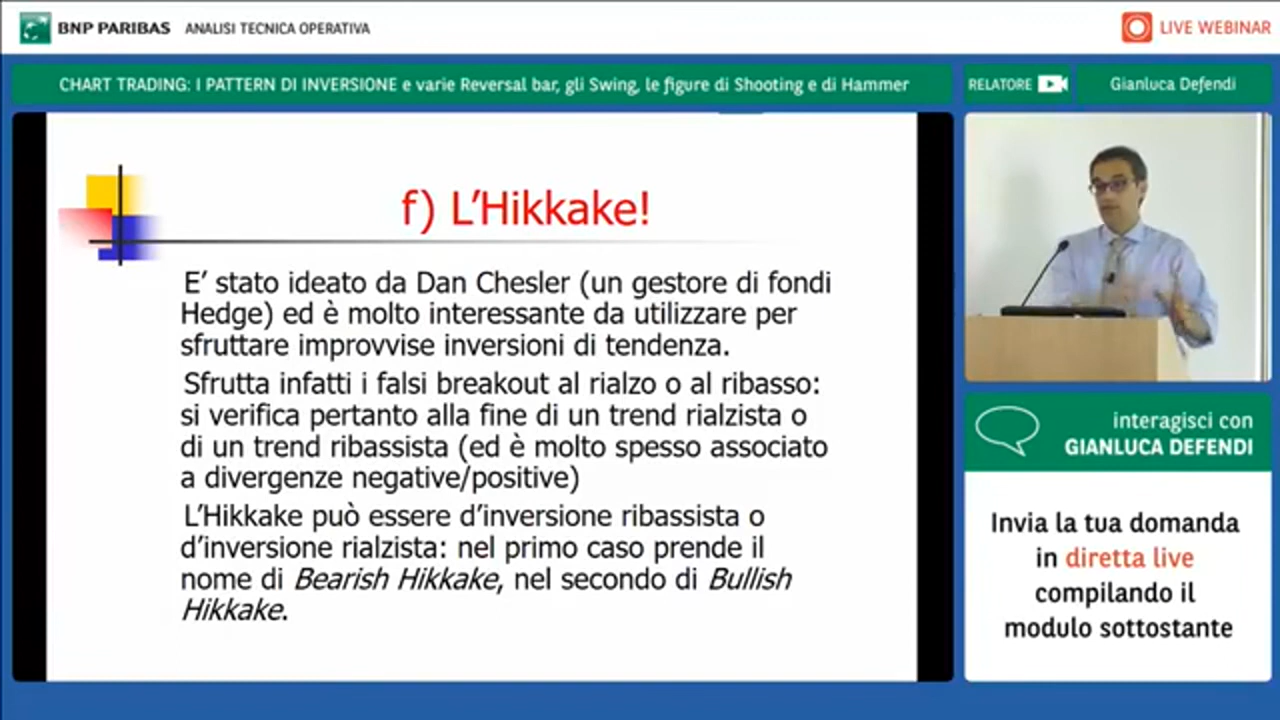 BNP PARIBAS ANALISI TECNICA OPERATIVA
LIVE WEBINAR
CHART TRADING: I PATTERN DI INVERSIONE e varie Reversal bar, gli Swing, le figure di Shooting e di Hammer
RELATORE
Gianluca Defendi
f) L'Hikkake!
E' stato ideato da Dan Chesler (un gestore di fondi
Hedge) ed è molto interessante da utilizzare per
sfruttare improvvise inversioni di tendenza.
Sfrutta infatti i falsi breakout al rialzo o al ribasso:
si verifica pertanto alla fine di un trend rialzista o
di un trend ribassista (ed è molto spesso associato
a divergenze negative/positive)
L'Hikkake può essere d'inversione ribassista o
d'inversione rialzista: nel primo caso prende il
nome di Bearish Hikkake, nel secondo di Bullish
Hikkake.
interagisci con
GIANLUCA DEFENDI
Invia la tua domanda
in diretta live
compilando il
modulo sottostante